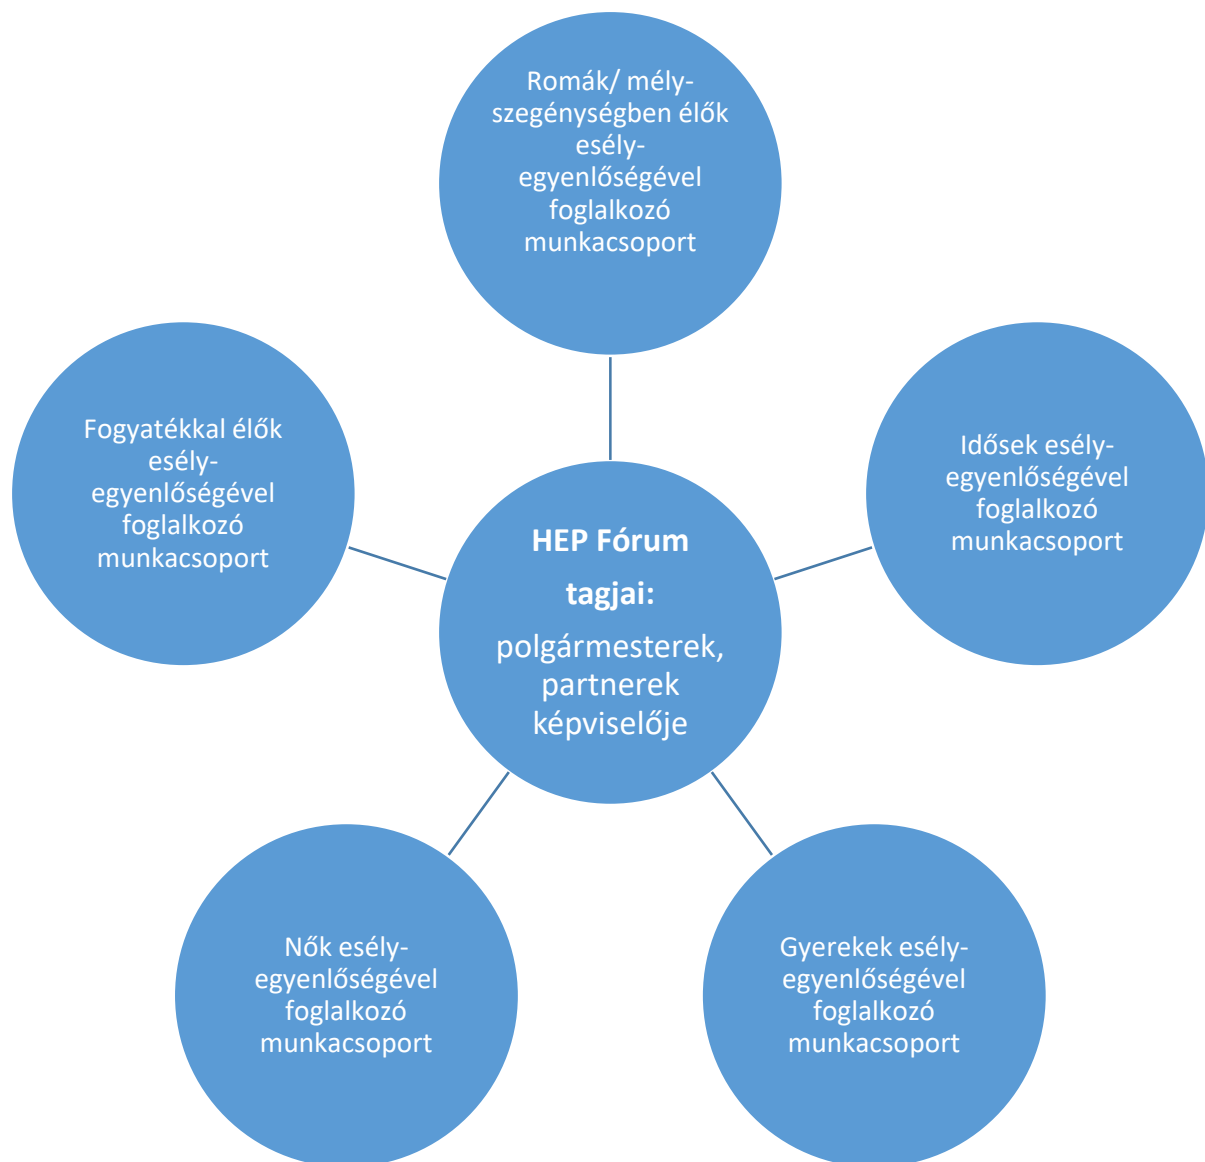 Romák/ mély-
szegénységben élők
esély-
egyenlőségével
foglalkozó
munkacsoport
Fogyatékkal élők
esély-
egyenlőségével
foglalkozó
munkacsoport
Idősek esély-
egyenlőségével
foglalkozó
munkacsoport
HEP Fórum
tagjai:
polgármesterek,
partnerek
képviselője
Nők esély-
egyenlőségével
foglalkozó
munkacsoport
Gyerekek esély-
egyenlőségével
foglalkozó
munkacsoport